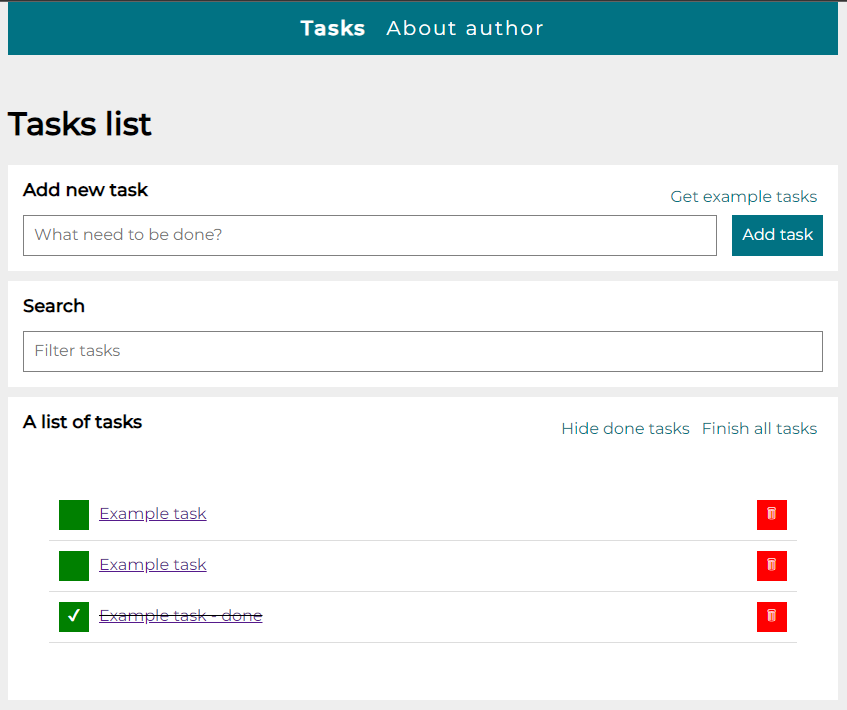 Tasks About author
Tasks list
Add new task
Get example tasks
What need to be done?
Add task
Search
Filter tasks
A list of tasks
Hide done tasks Finish all tasks
Example task
Example task
Example task - done